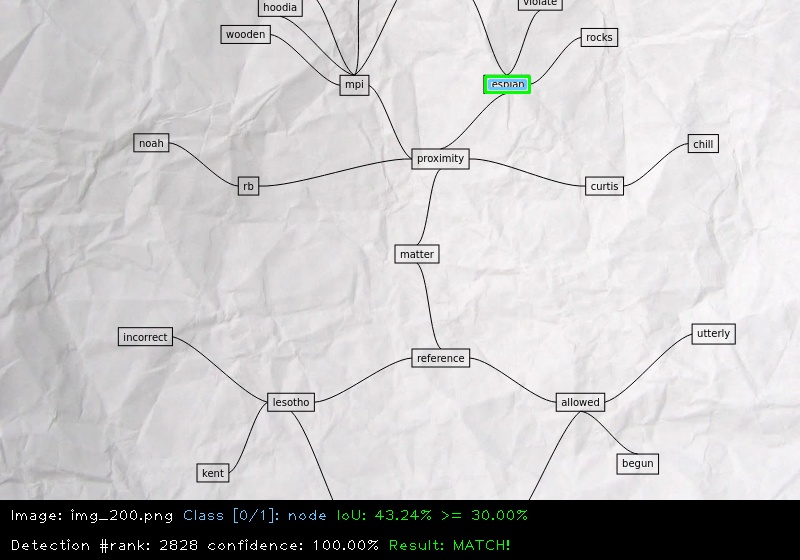 violate
hoodia
wooden
rocks
mpi
noah
chill
proximity
rb
curtis
matter
utterly
incorrect
reference
lesotho
allowed
begun
kent
Image: img_200.png Class [0/1]: node IoU: 43.24% >= 30.00%
Detection #rank: 2828 confidence: 100.00% Result: MATCH!